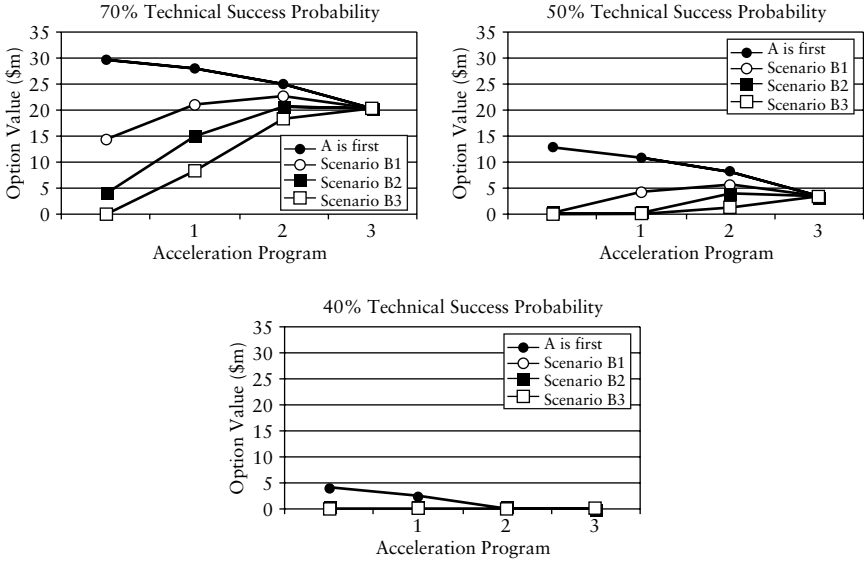 70% Technical Success Probability
Option Value ($m)
35
30
25
20
15
10
5
0
A is first
Scenario B1
Scenario B2
Scenario B3
1
2
3
Acceleration Program
50% Technical Success Probability
Option Value ($m)
35
30
25
20
15
10
5
0
A is first
Scenario B1
Scenario B2
Scenario B3
1
2
3
Acceleration Program
40% Technical Success Probability
Option Value ($m)
35
30
25
20
15
10
5
0
A is first
Scenario B1
Scenario B2
Scenario B3
1
2
3
Acceleration Program